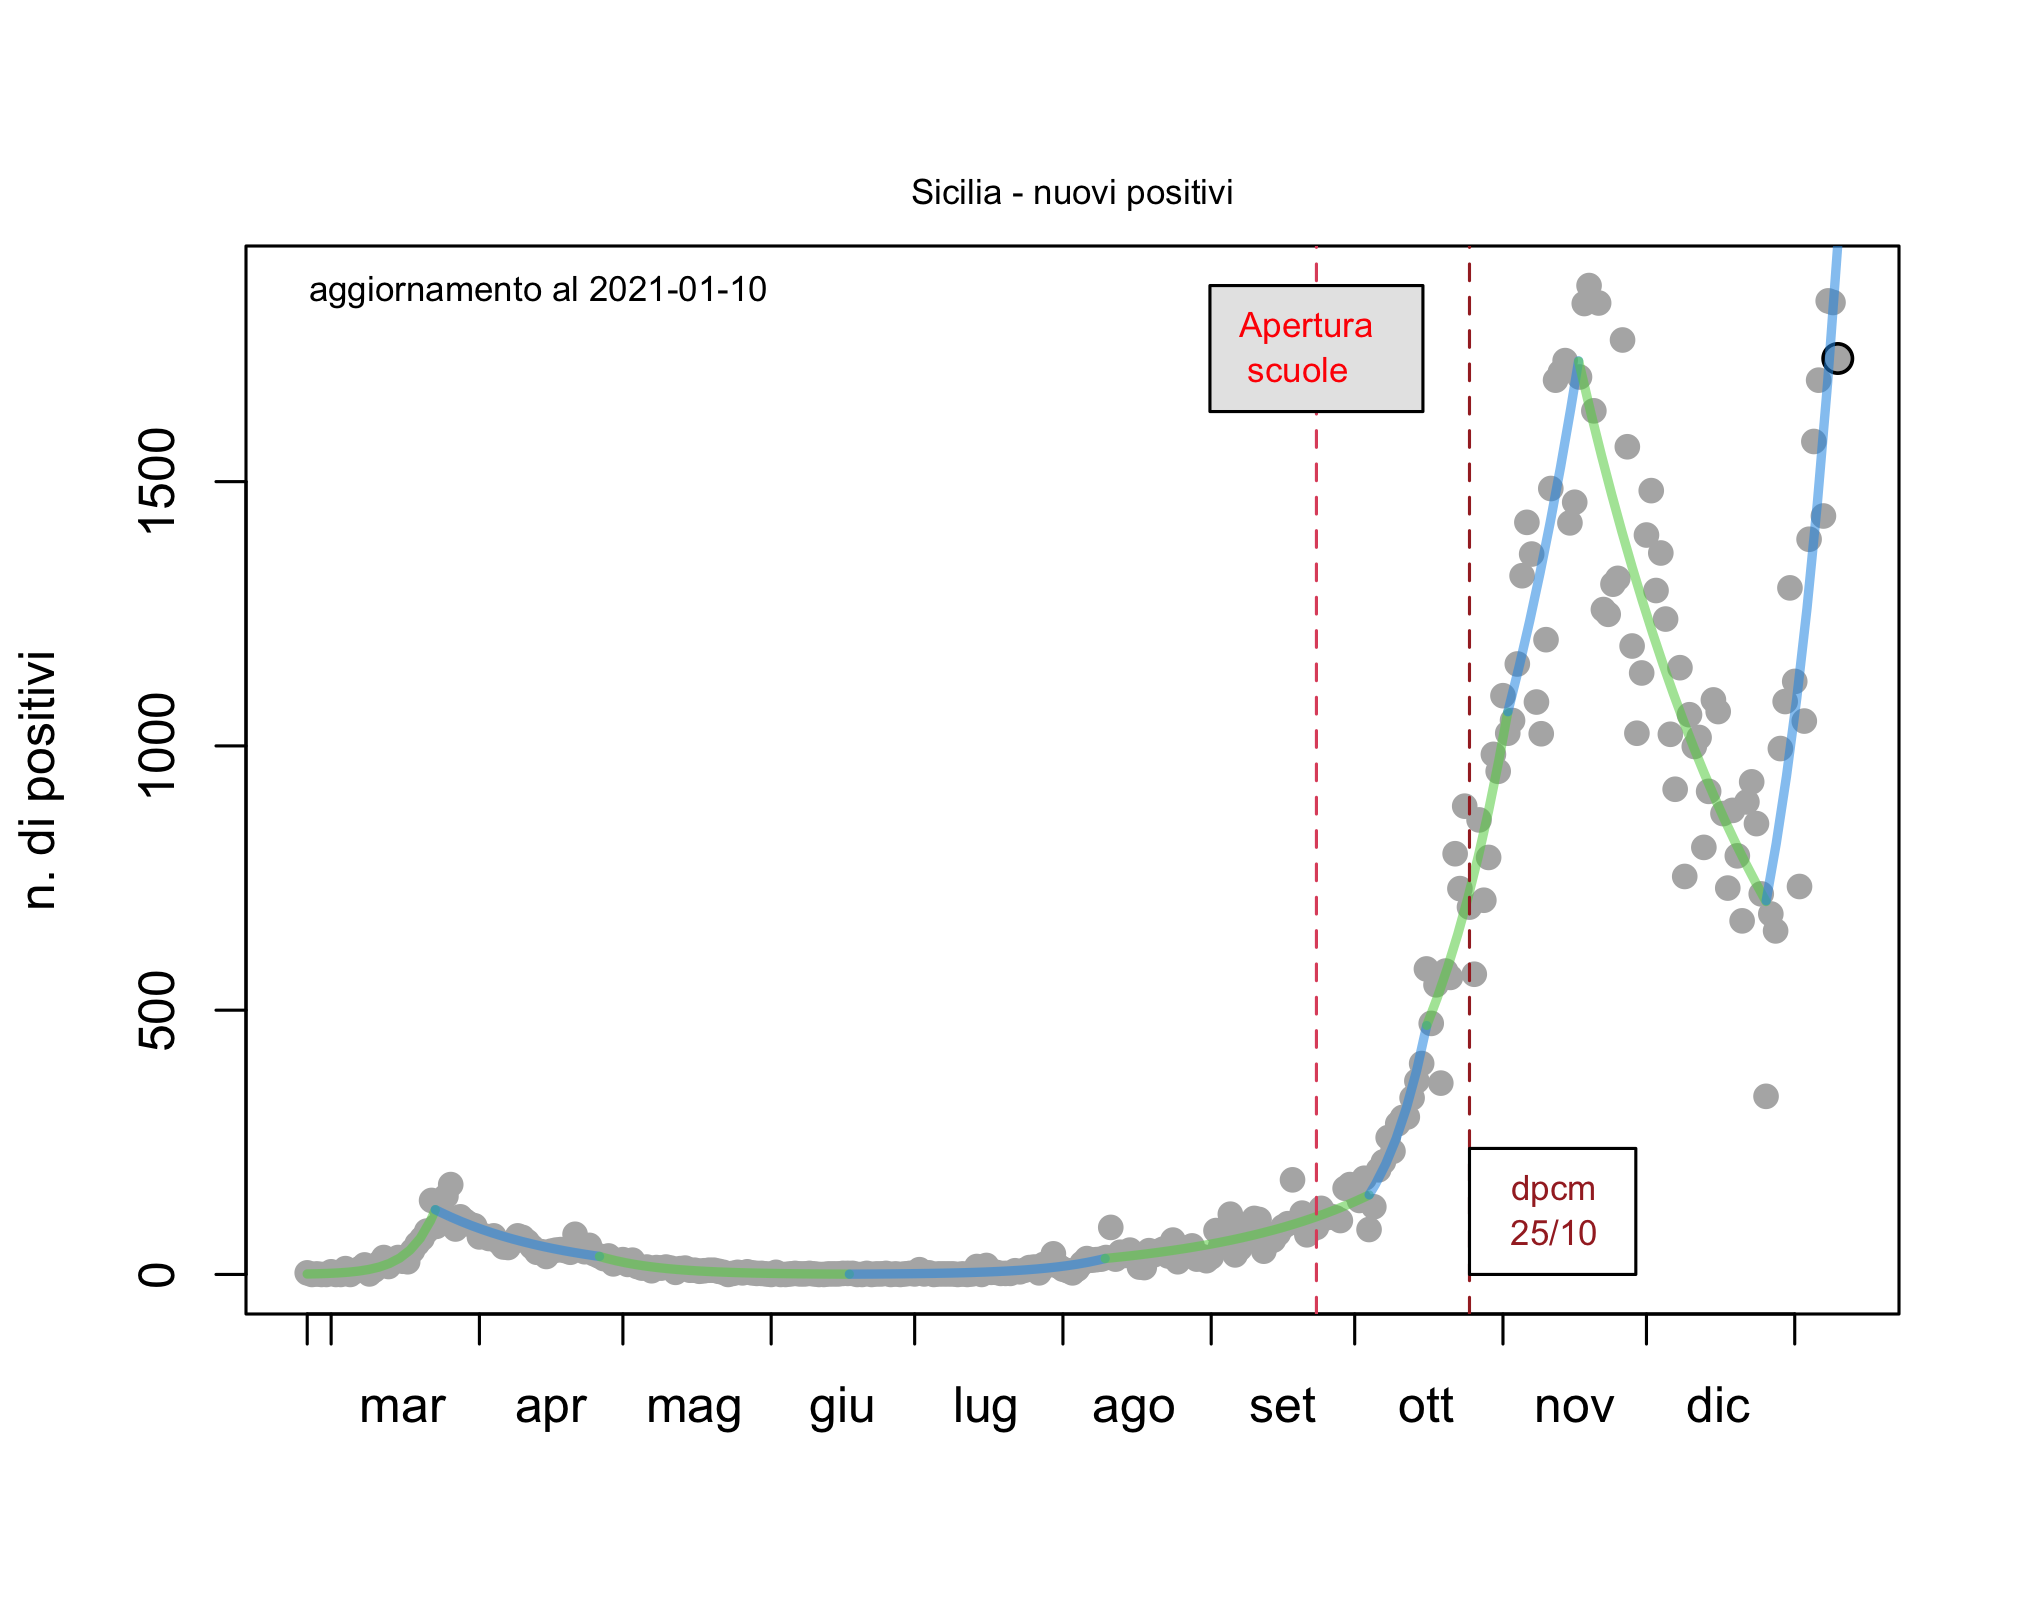 Sicilia - nuovi positivi
aggiornamento al 2021-01-10
Apertura
scuole
n. di positivi
1500
1000
500
0
dpcm
25/10
mar apr mag giu lug ago set ott nov dic